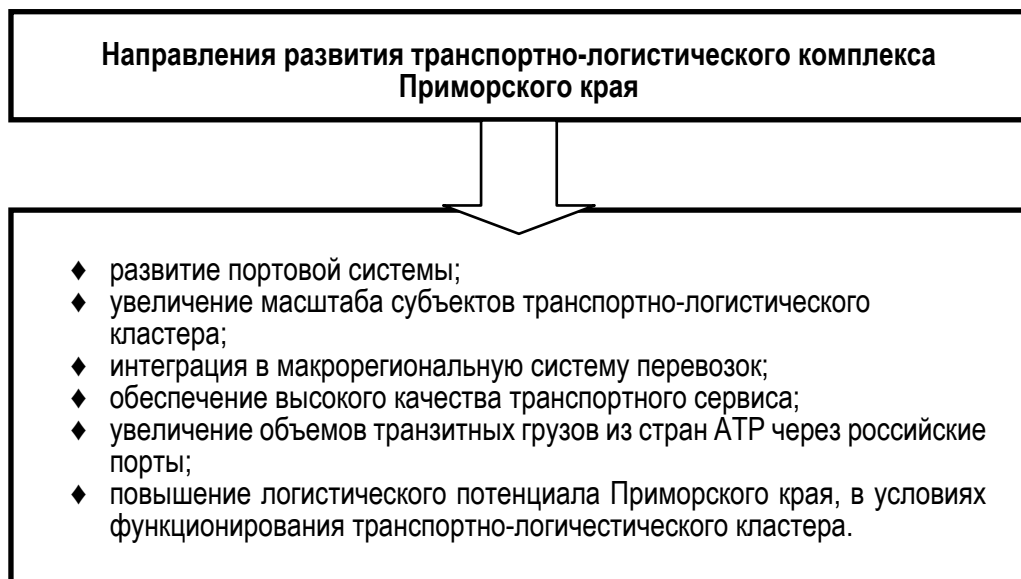 Направления развития транспортно-логистического комплекса
Приморского края
♦ развитие портовой системы;
♦ увеличение масштаба субъектов транспортно-логистического
кластера;
♦ интеграция в макрорегиональную систему перевозок;
♦ обеспечение высокого качества транспортного сервиса;
♦ увеличение объемов транзитных грузов из стран АТР через российские
порты;
♦ повышение логистического потенциала Приморского края, в условиях
функционирования транспортно-логичестического кластера.